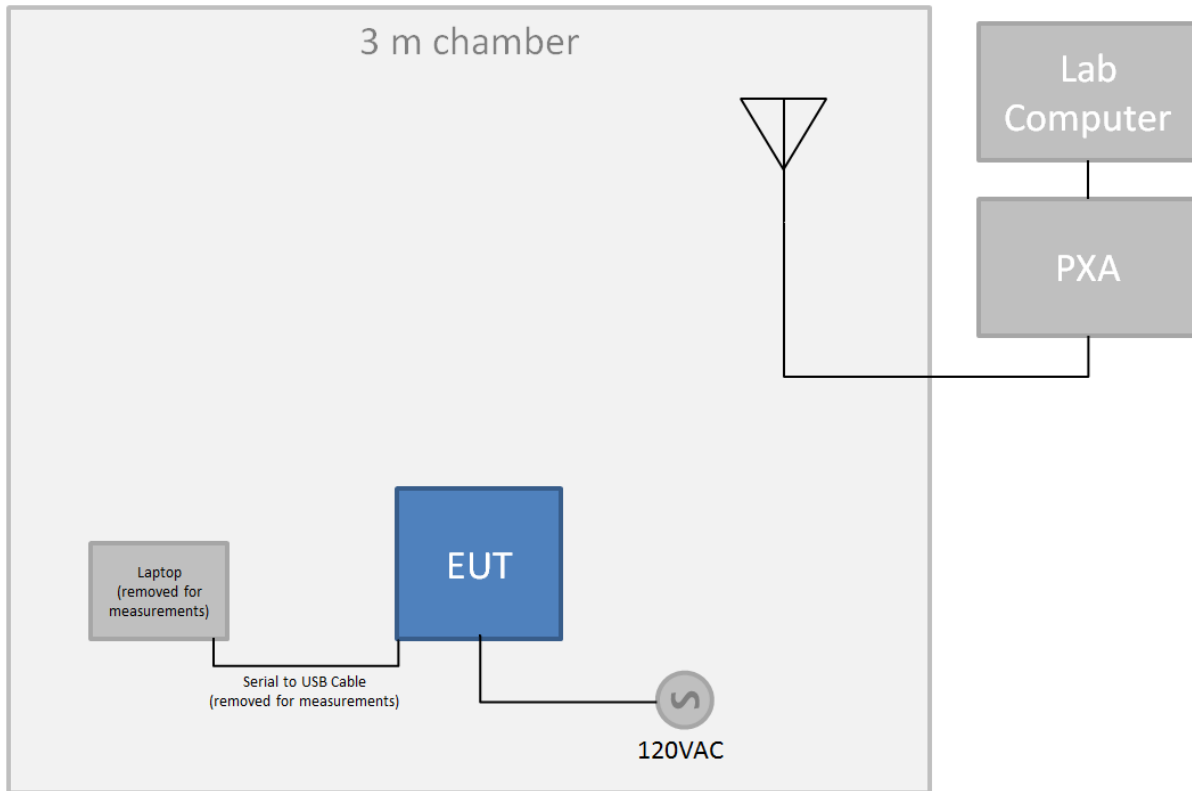 3 m chamber
Lab
Computer
PXA
EUT
Laptop
(removed for
measurements)
Serial to USB Cable
(removed for measurements)
120VAC